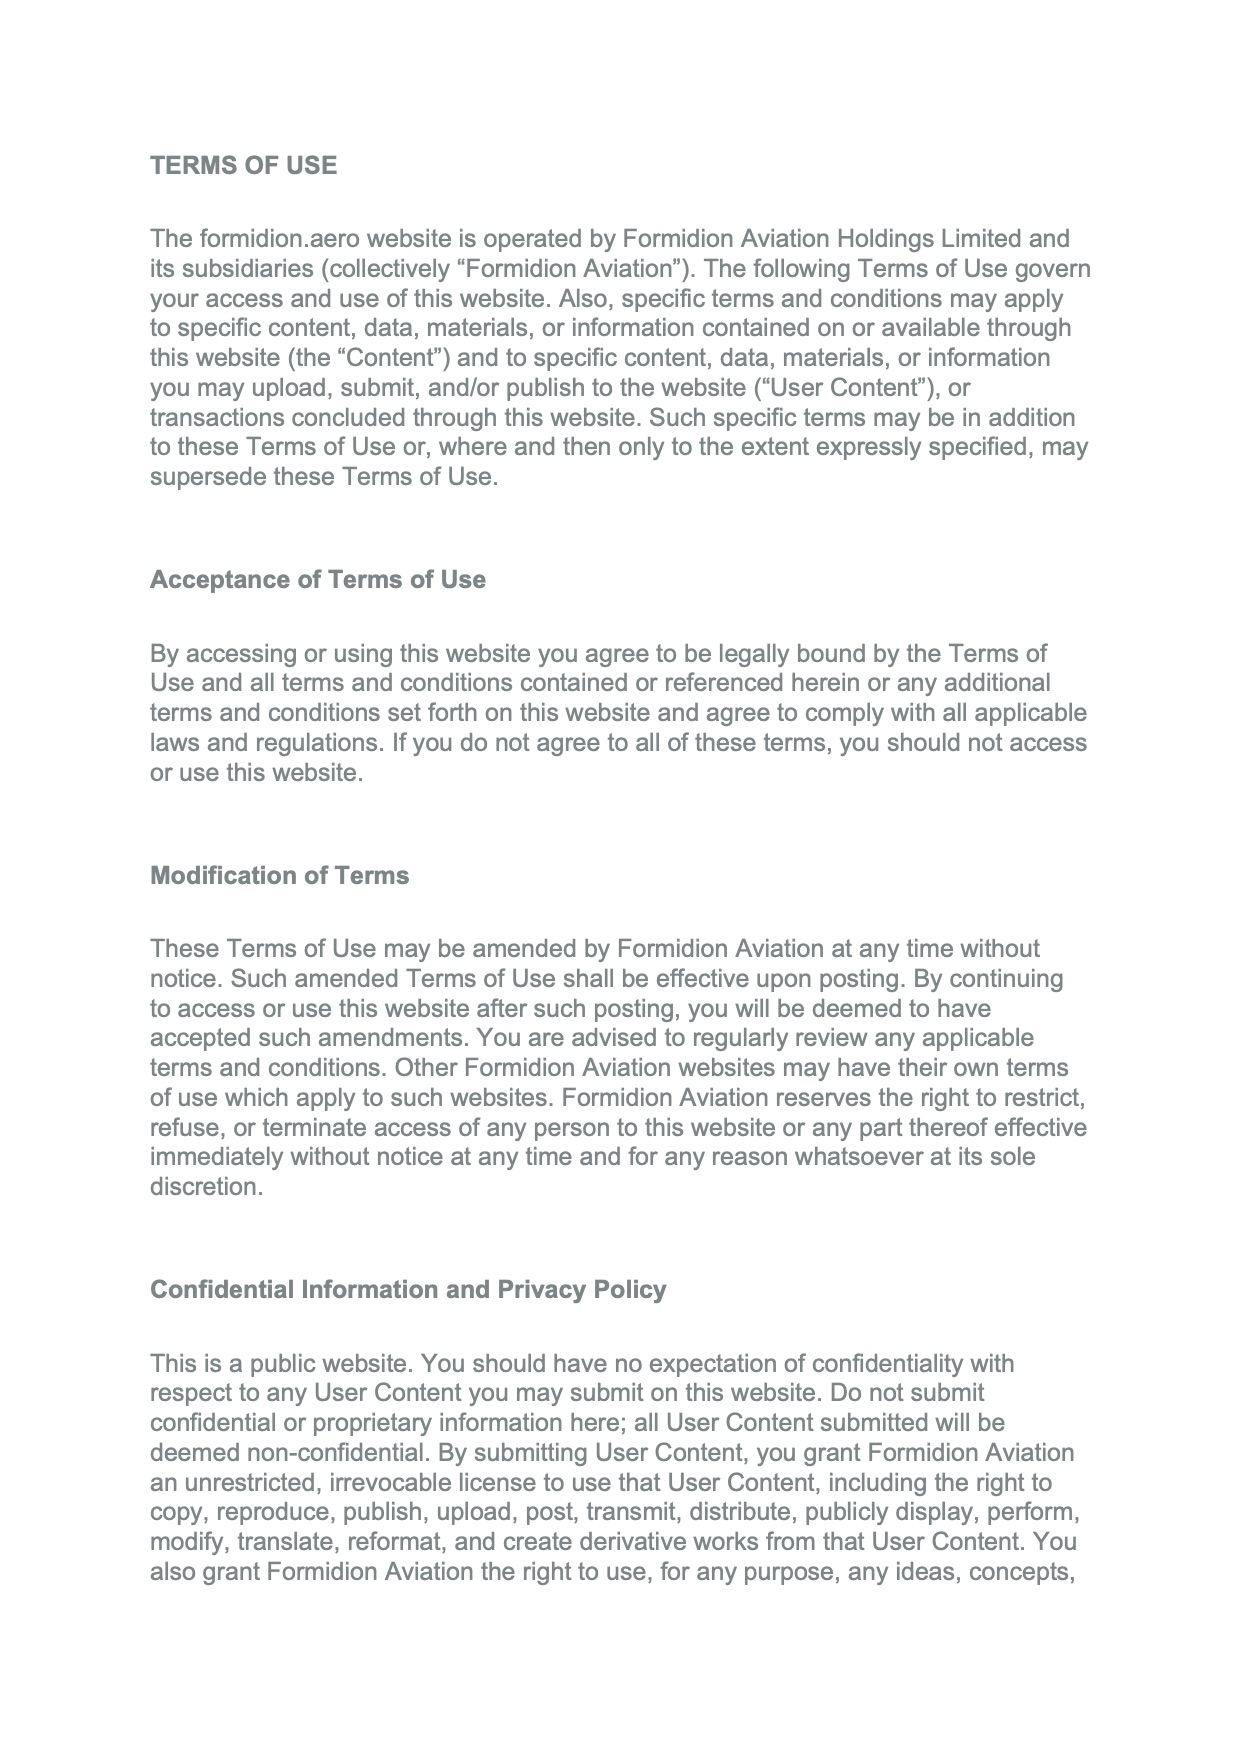 TERMS OF USE
The formidion.aero website is operated by Formidion Aviation Holdings Limited and
its subsidiaries (collectively “Formidion Aviation”). The following Terms of Use govern
your access and use of this website. Also, specific terms and conditions may apply
to specific content, data, materials, or information contained on or available through
this website (the “Content”) and to specific content, data, materials, or information
you may upload, submit, and/or publish to the website (“User Content”), or
transactions concluded through this website. Such specific terms may be in addition
to these Terms of Use or, where and then only to the extent expressly specified, may
supersede these Terms of Use.
Acceptance of Terms of Use
By accessing or using this website you agree to be legally bound by the Terms of
Use and all terms and conditions contained or referenced herein or any additional
terms and conditions set forth on this website and agree to comply with all applicable
laws and regulations. If you do not agree to all of these terms, you should not access
or use this website.
Modification of Terms
These Terms of Use may be amended by Formidion Aviation at any time without
notice. Such amended Terms of Use shall be effective upon posting. By continuing
to access or use this website after such posting, you will be deemed to have
accepted such amendments. You are advised to regularly review any applicable
terms and conditions. Other Formidion Aviation websites may have their own terms
of use which apply to such websites. Formidion Aviation reserves the right to restrict,
refuse, or terminate access of any person to this website or any part thereof effective
immediately without notice at any time and for any reason whatsoever at its sole
discretion.
Confidential Information and Privacy Policy
This is a public website. You should have no expectation of confidentiality with
respect to any User Content you may submit on this website. Do not submit
confidential or proprietary information here; all User Content submitted will be
deemed non-confidential. By submitting User Content, you grant Formidion Aviation
an unrestricted, irrevocable license to use that User Content, including the right to
copy, reproduce, publish, upload, post, transmit, distribute, publicly display, perform,
modify, translate, reformat, and create derivative works from that User Content. You
also grant Formidion Aviation the right to use, for any purpose, any ideas, concepts,